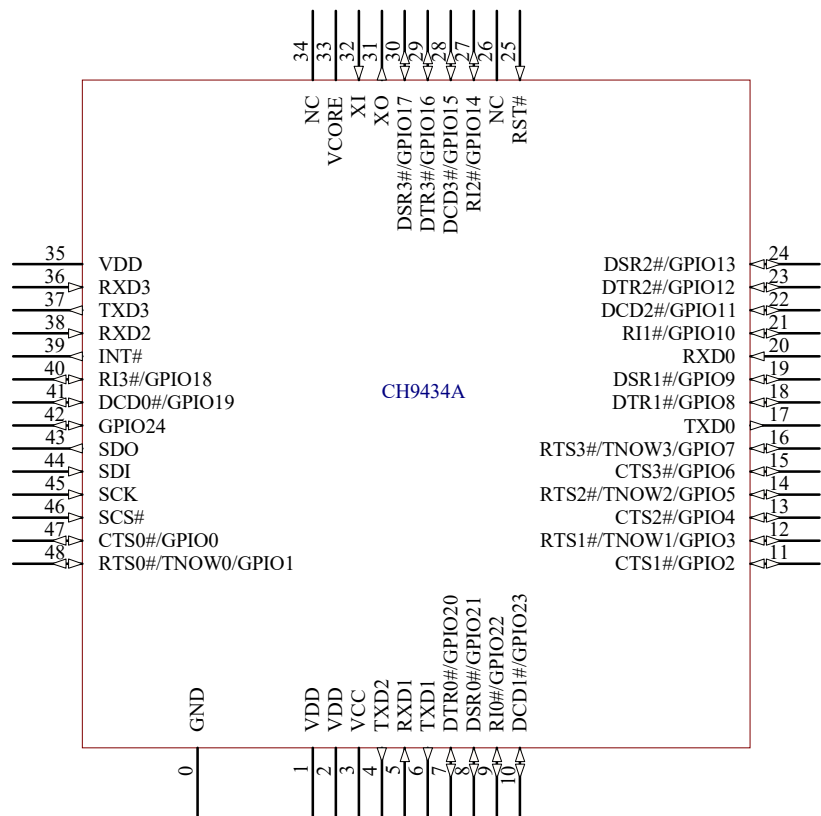 34 33 32 31 30 29 28 27 26 25
NC VCORE XI XO DSR3#/GPIO17 DTR3#/GPIO16 DCD3#/GPIO15 RI2#/GPIO14 NC RST#
35 VDD
36 RXD3
37 TXD3
38 RXD2
39 INT#
40 RI3#/GPIO18
41 DCD0#/GPIO19
42 GPIO24
43 SDO
44 SDI
45 SCK
46 SCS#
47 CTS0#/GPIO0
48 RTS0#/TNOW0/GPIO1
CH9434A
DSR2#/GPIO13 24
DTR2#/GPIO12 23
DCD2#/GPIO11 22
RI1#/GPIO10 21
RXD0 20
DSR1#/GPIO9 19
DTR1#/GPIO8 18
TXD0 17
RTS3#/TNOW3/GPIO7 16
CTS3#/GPIO6 15
RTS2#/TNOW2/GPIO5 14
CTS2#/GPIO4 13
RTS1#/TNOW1/GPIO3 12
CTS1#/GPIO2 11
GND VDD VDD VCC TXD2 RXD1 TXD1 DTR0#/GPIO20 DSR0#/GPIO21 RI0#/GPIO22 DCD1#/GPIO23
0 1 2 3 4 5 6 7 8 9 10